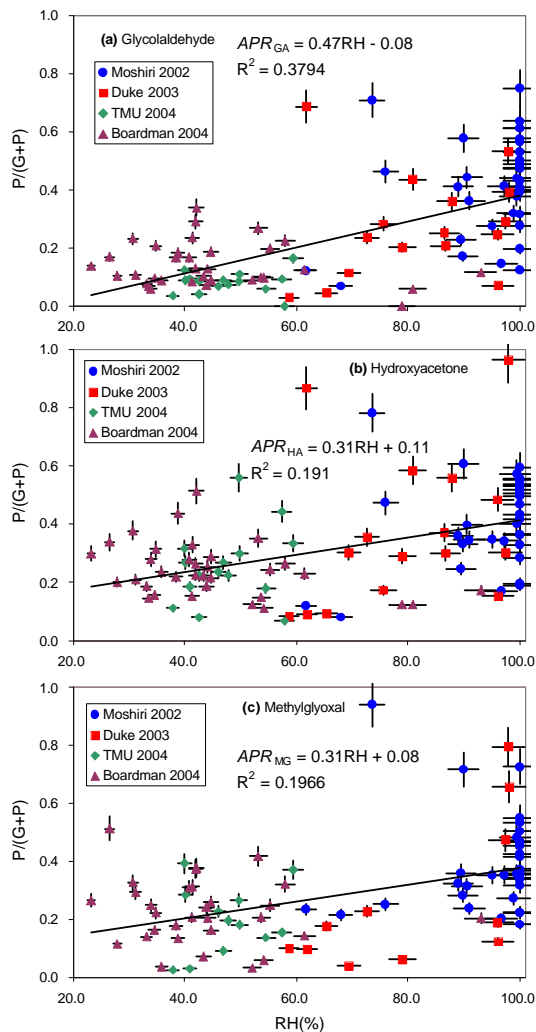 1.0
(a) Glycolaldehyde
APR_GA = 0.47RH - 0.08
R² = 0.3794
Moshiri 2002
Duke 2003
TMU 2004
Boardman 2004
0.8
0.6
0.4
0.2
0.0
P/(G+P)
20.0 40.0 60.0 80.0 100.0
1.0
(b) Hydroxyacetone
Moshiri 2002
Duke 2003
TMU 2004
Boardman 2004
APR_HA = 0.31RH + 0.11
R² = 0.191
0.8
0.6
0.4
0.2
0.0
P/(G+P)
20.0 40.0 60.0 80.0 100.0
1.0
(c) Methylglyoxal
Moshiri 2002
Duke 2003
TMU 2004
Boardman 2004
APR_MG = 0.31RH + 0.08
R² = 0.1966
0.8
0.6
0.4
0.2
0.0
P/(G+P)
20.0 40.0 60.0 80.0 100.0
RH(%)